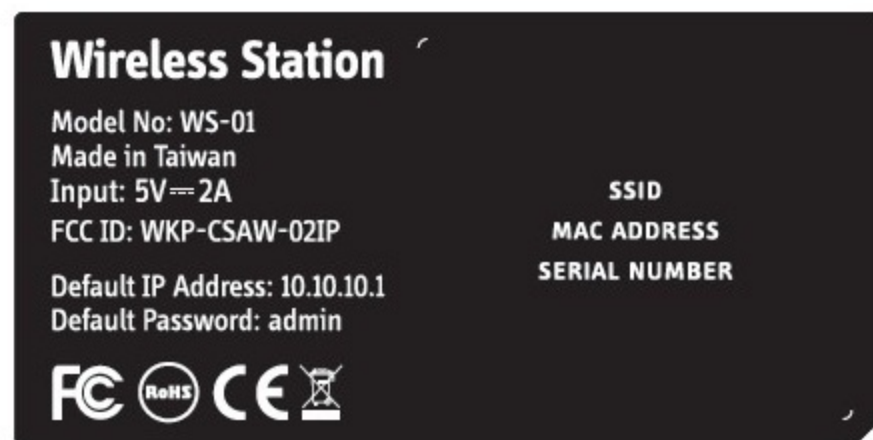 Wireless Station
Model No: WS-01
Made in Taiwan
Input: 5V⎓2A
FCC ID: WKP-CSAW-02IP
Default IP Address: 10.10.10.1
Default Password: admin
FC RoHS CE
SSID
MAC ADDRESS
SERIAL NUMBER